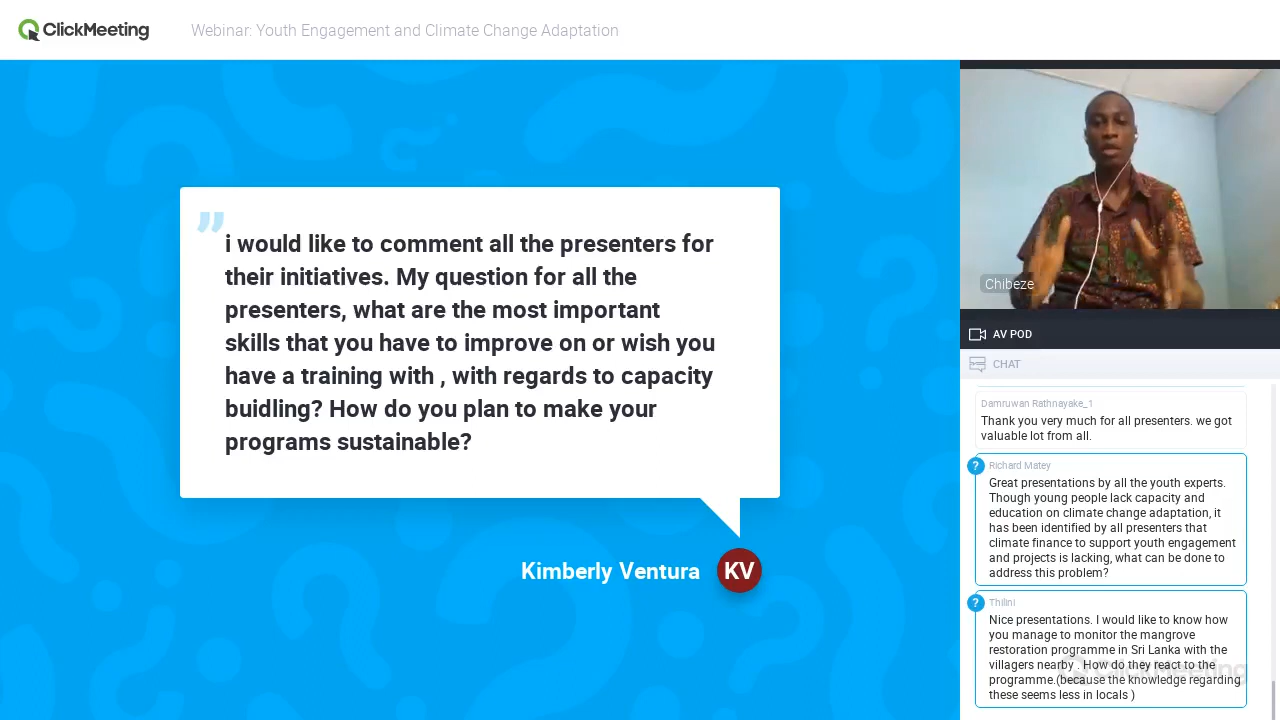 ClickMeeting
Webinar: Youth Engagement and Climate Change Adaptation
i would like to comment all the presenters for
their initiatives. My question for all the
presenters, what are the most important
skills that you have to improve on or wish you
have a training with , with regards to capacity
buidling? How do you plan to make your
programs sustainable?
Kimberly Ventura
KV
Chibeze
AV POD
CHAT
Damruwan Rathnayake_1
Thank you very much for all presenters. we got
valuable lot from all.
?
Richard Matey
Great presentations by all the youth experts.
Though young people lack capacity and
education on climate change adaptation, it
has been identified by all presenters that
climate finance to support youth engagement
and projects is lacking, what can be done to
address this problem?
?
Thilini
Nice presentations. I would like to know how
you manage to monitor the mangrove
restoration programme in Sri Lanka with the
villagers nearby . How do they react to the
programme.(because the knowledge regarding
these seems less in locals )
ClickMeeting